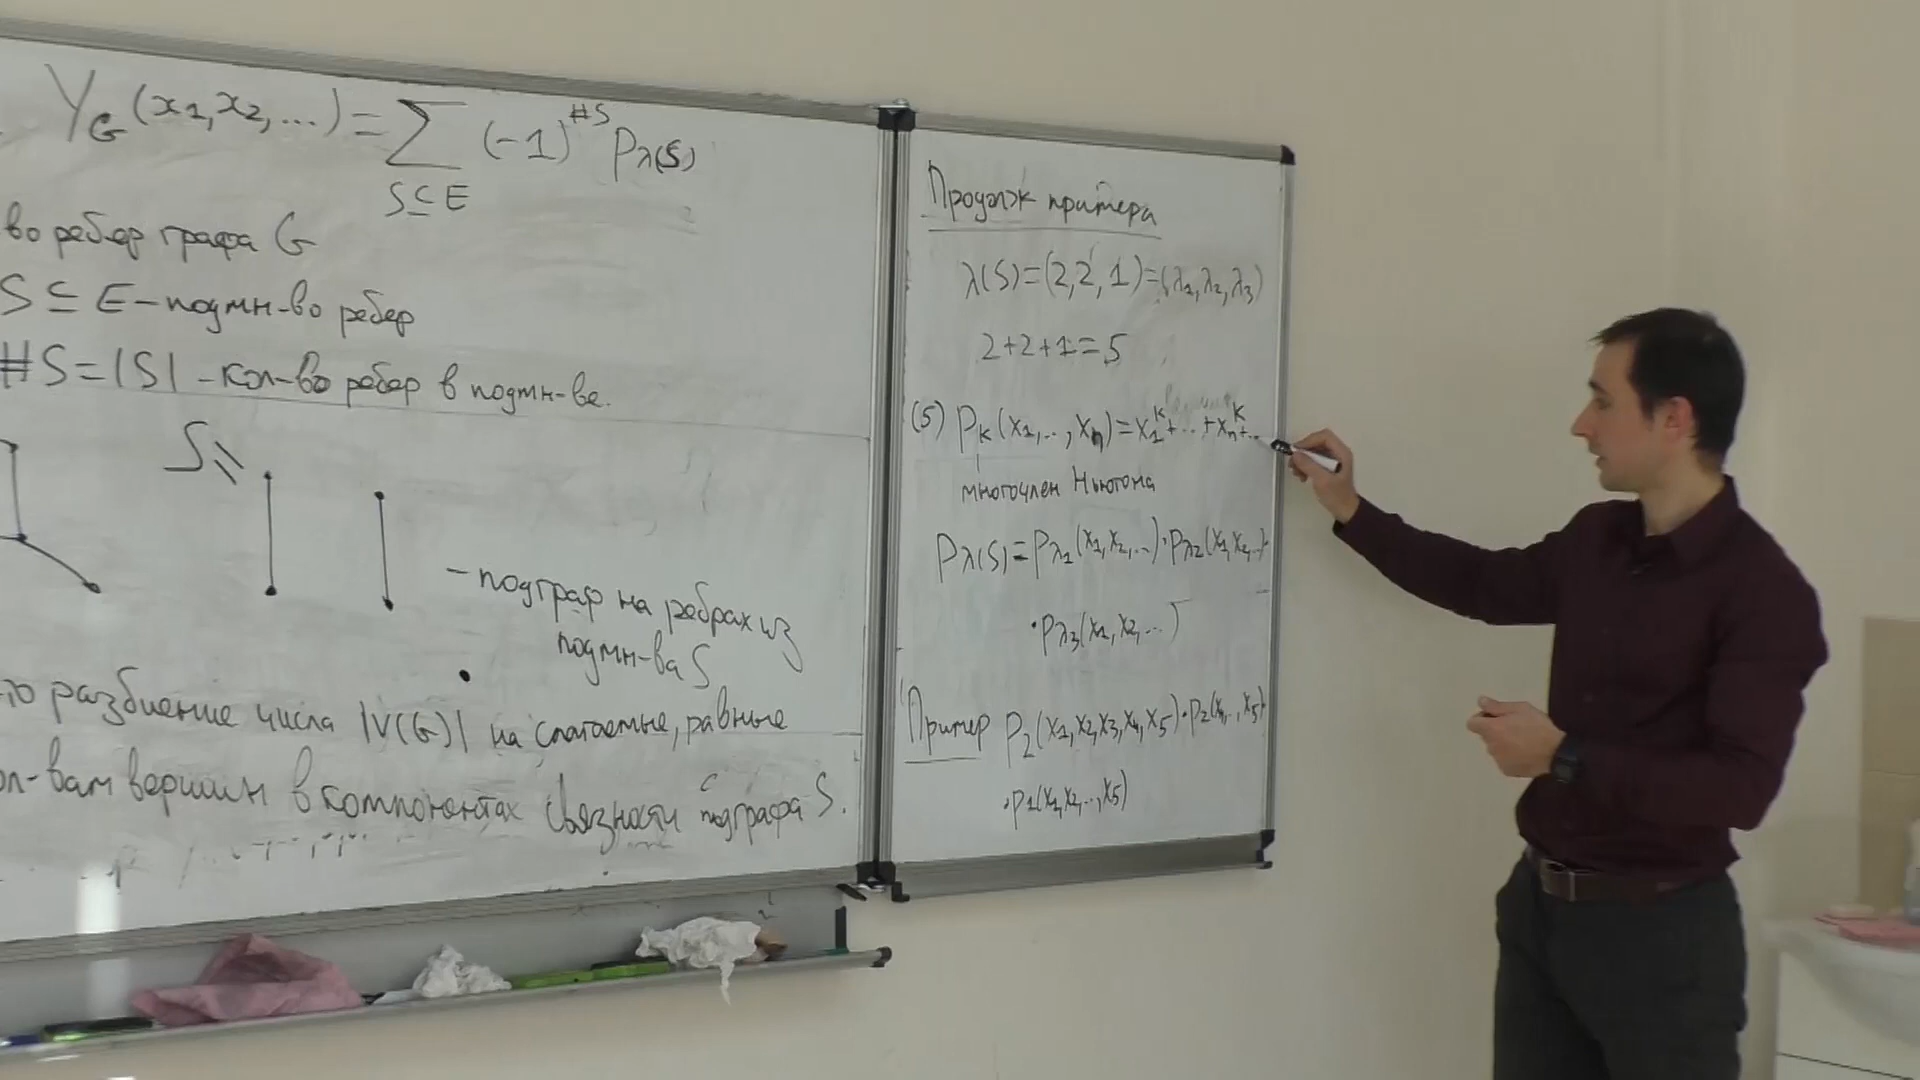 Y_G(x_1, x_2, ...) = ∑_{S⊆E} (-1)^{#S} p_{λ(S)}
во ребер графа G
S ⊆ E - подмн-во ребер
#S = |S| - кол-во ребер в подмн-ве.
S
- подграф на ребрах из
подмн-ва S
то разбиение числа |V(G)| на слагаемые, равные
ол-вам вершин в компонентах связности подграфа S.
Продолж примера
λ(S) = (2, 2, 1) = (λ_1, λ_2, λ_3)
2+2+1=5
(5) p_k(x_1, .., x_n) = x_1^k + .. + x_n^k + ..
многочлен Ньютона
p_{λ(S)} = p_{λ_1}(x_1, x_2, ...) · p_{λ_2}(x_1, x_2, ..) ·
· p_{λ_3}(x_1, x_2, ...)
Пример p_2(x_1, x_2, x_3, x_4, x_5) · p_2(x_1, .., x_5) ·
· p_1(x_1, x_2, .., x_5)